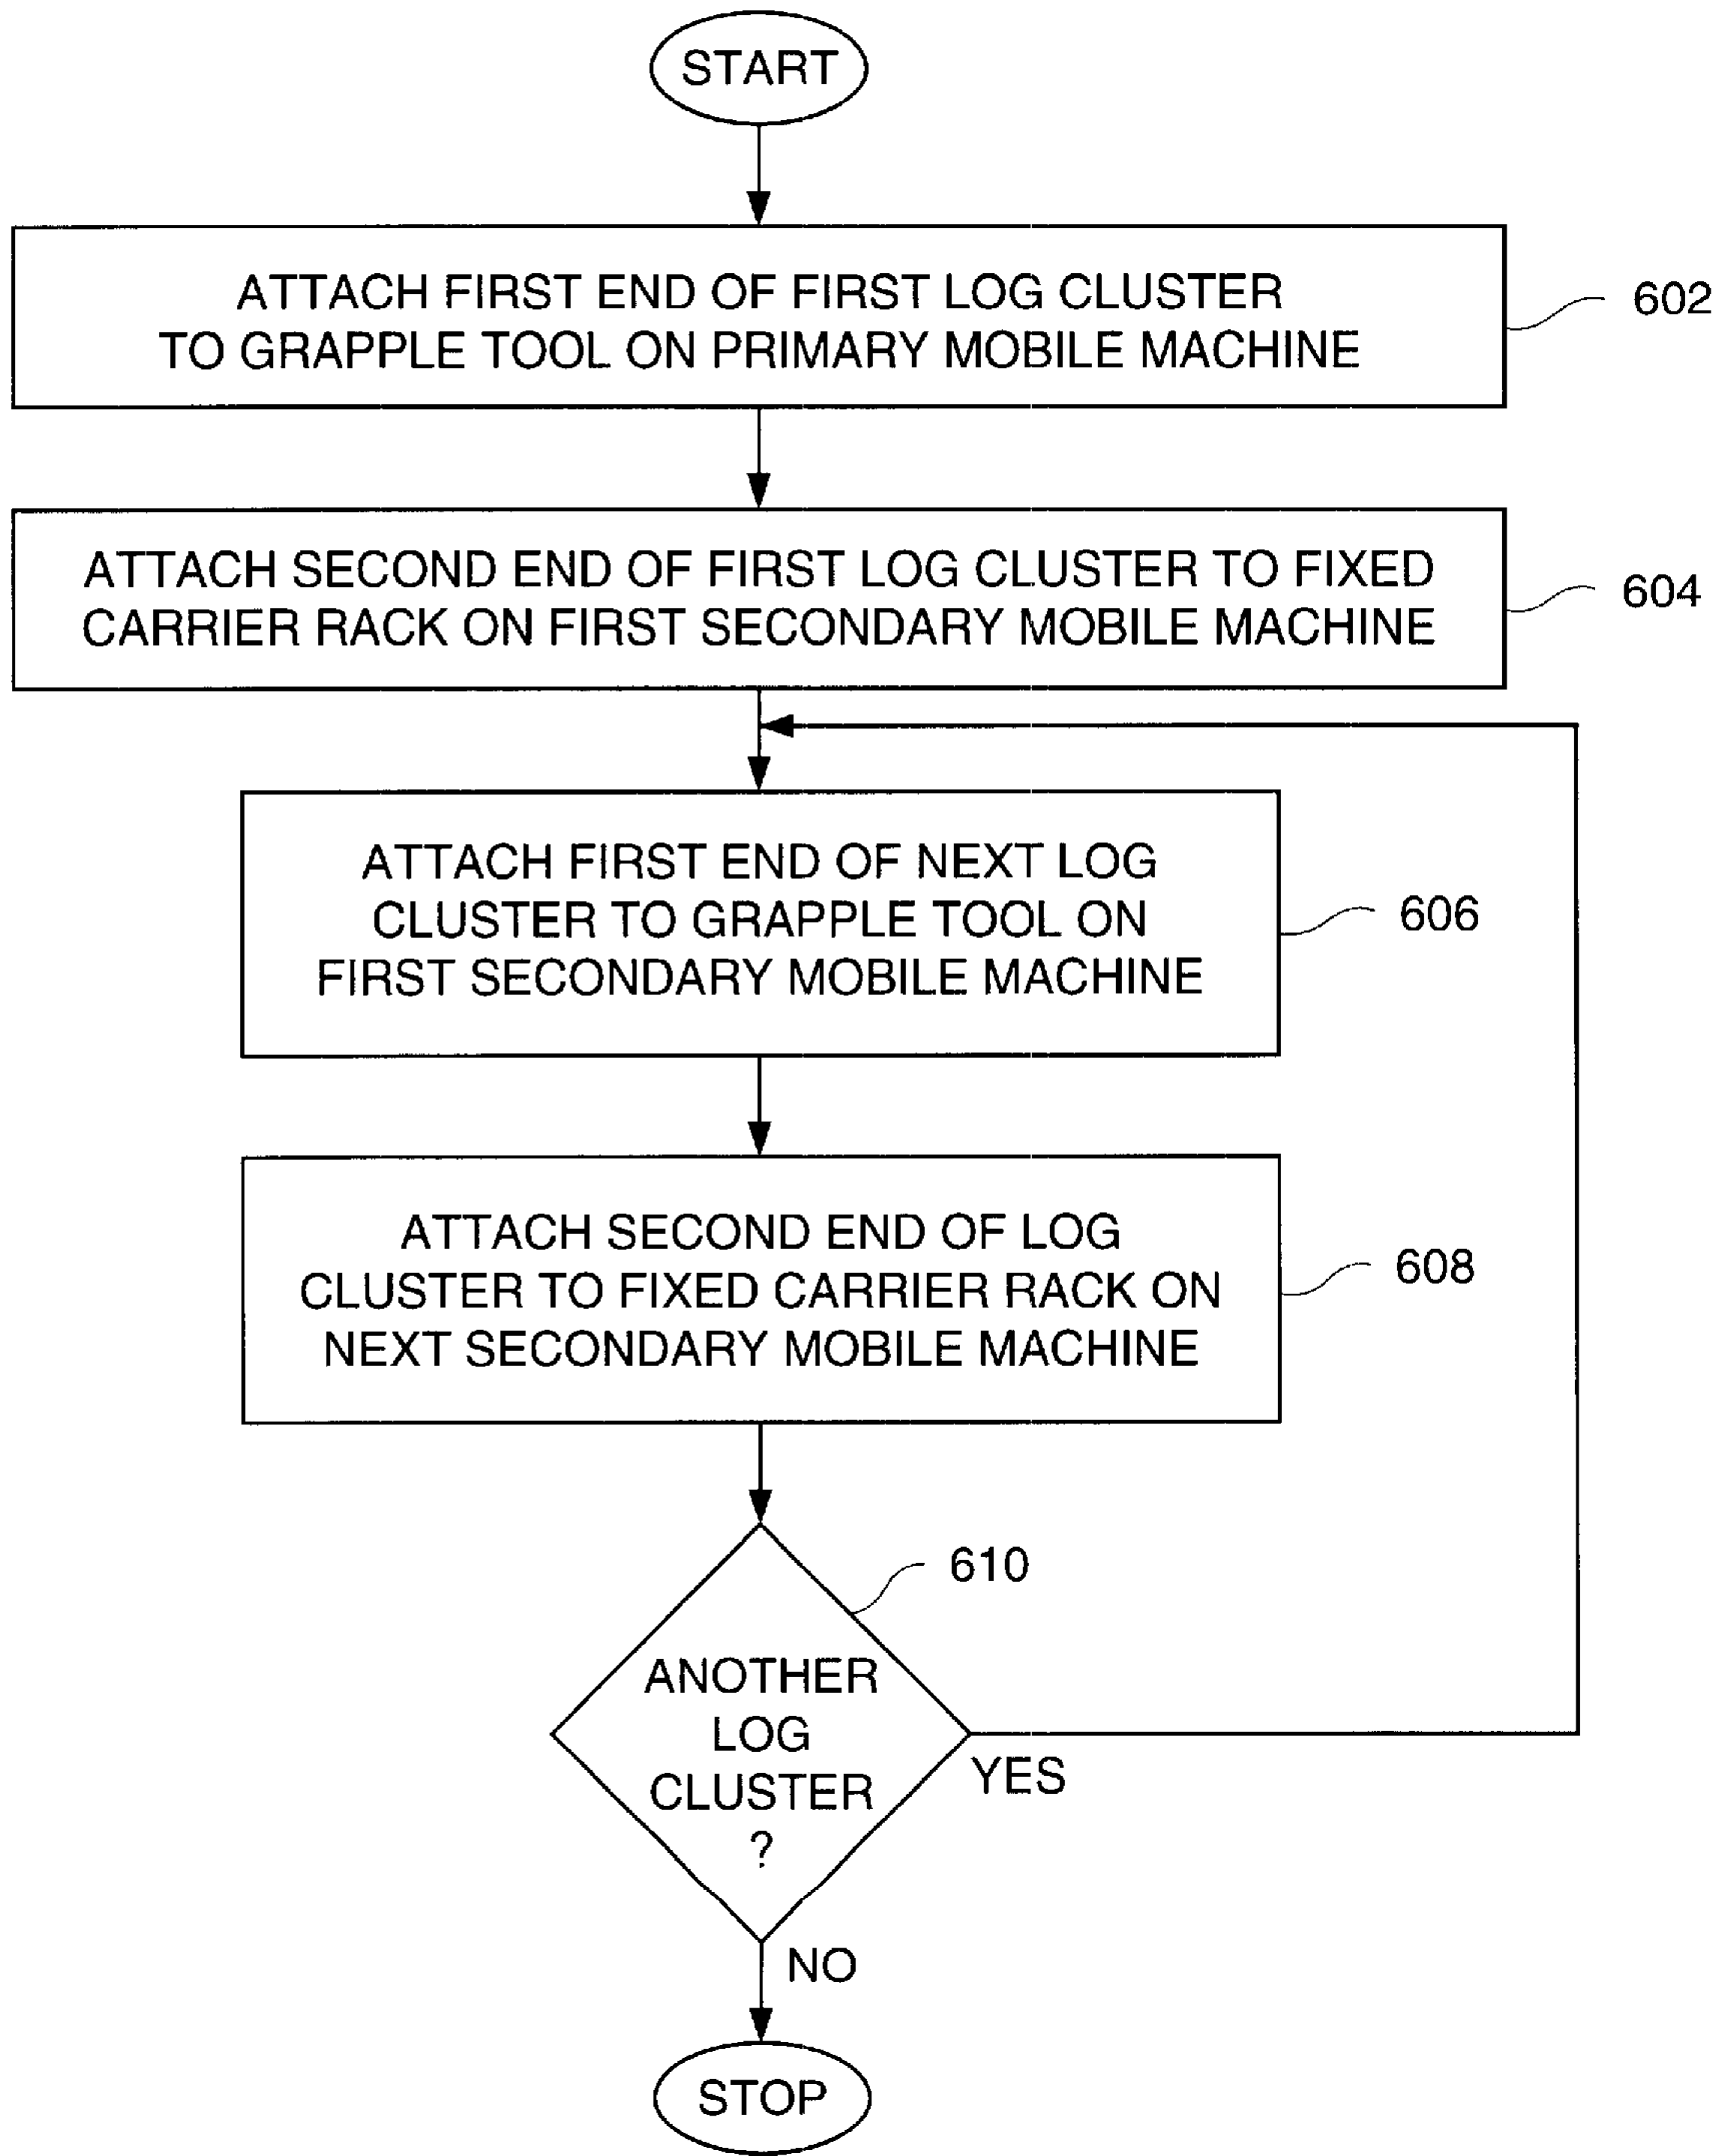 START
ATTACH FIRST END OF FIRST LOG CLUSTER
TO GRAPPLE TOOL ON PRIMARY MOBILE MACHINE
602
ATTACH SECOND END OF FIRST LOG CLUSTER TO FIXED
CARRIER RACK ON FIRST SECONDARY MOBILE MACHINE
604
ATTACH FIRST END OF NEXT LOG
CLUSTER TO GRAPPLE TOOL ON
FIRST SECONDARY MOBILE MACHINE
606
ATTACH SECOND END OF LOG
CLUSTER TO FIXED CARRIER RACK ON
NEXT SECONDARY MOBILE MACHINE
608
610
ANOTHER
LOG
CLUSTER
?
YES
NO
STOP